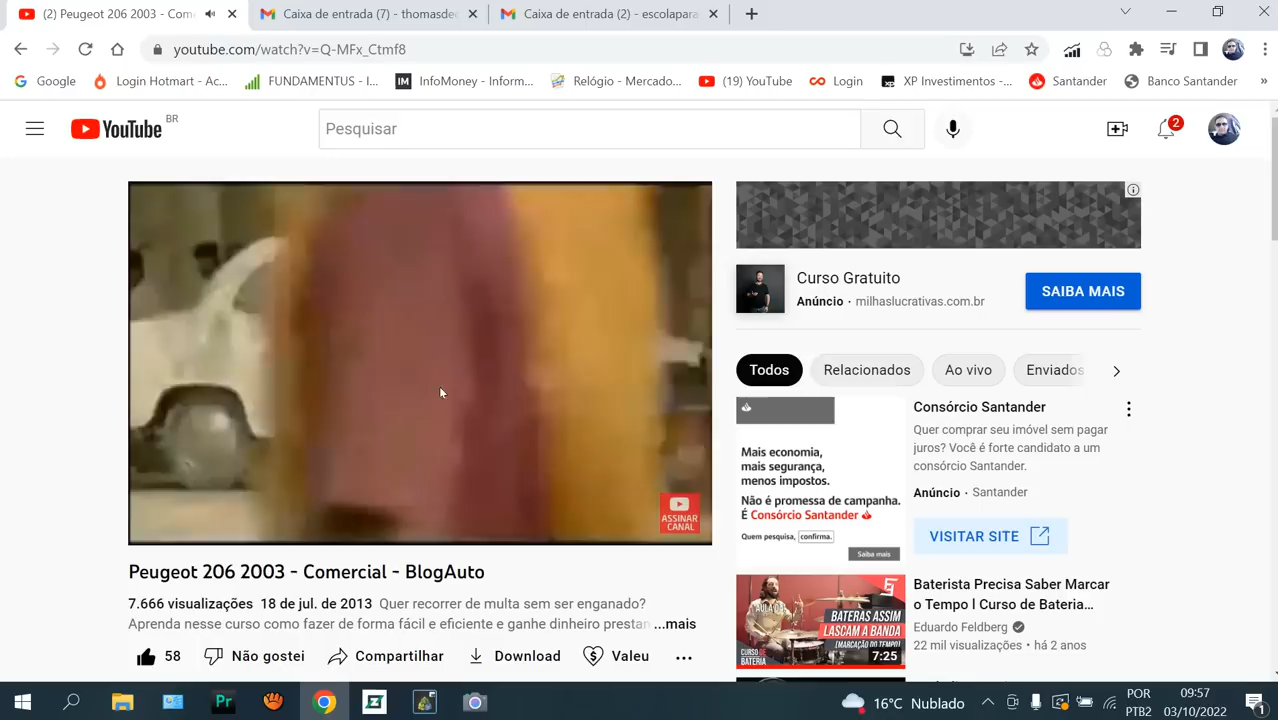 (2) Peugeot 206 2003 - Com
Caixa de entrada (7) - thomasdee
Caixa de entrada (2) - escolapara
youtube.com/watch?v=Q-MFx_Ctmf8
Google
Login Hotmart - Ac...
FUNDAMENTUS - I...
InfoMoney - Inform...
Relógio - Mercado...
(19) YouTube
Login
XP Investimentos -...
Santander
Banco Santander
»
YouTube BR
Pesquisar
2
Curso Gratuito
Anúncio · milhaslucrativas.com.br
SAIBA MAIS
Todos
Relacionados
Ao vivo
Enviados
Consórcio Santander
Quer comprar seu imóvel sem pagar
juros? Você é forte candidato a um
consórcio Santander.
Anúncio · Santander
VISITAR SITE
Mais economia,
mais segurança,
menos impostos.
Não é promessa de campanha.
É Consórcio Santander
Quem pesquisa, confirma.
Saiba mais
ASSINAR
CANAL
Peugeot 206 2003 - Comercial - BlogAuto
7.666 visualizações 18 de jul. de 2013 Quer recorrer de multa sem ser enganado?
Aprenda nesse curso como fazer de forma fácil e eficiente e ganhe dinheiro prestan ...mais
58
Não gostei
Compartilhar
Download
Valeu
AULA DE
BATERAS ASSIM
LASCAM A BANDA
[MARCAÇÃO DO TEMPO]
CURSO DE
BATERIA
7:25
Baterista Precisa Saber Marcar
o Tempo l Curso de Bateria...
Eduardo Feldberg
22 mil visualizações · há 2 anos
Pr
16°C Nublado
POR
PTB2
09:57
03/10/2022
1